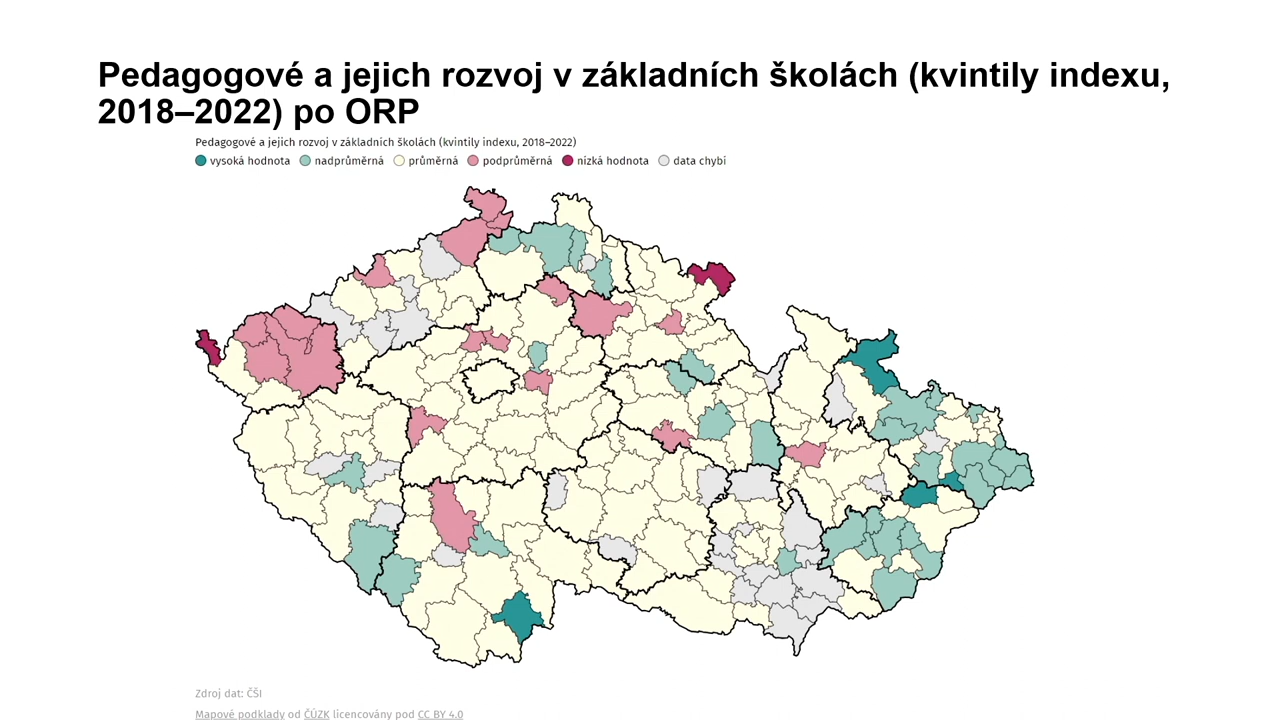 Pedagogové a jejich rozvoj v základních školách (kvintily indexu,
2018–2022) po ORP
Pedagogové a jejich rozvoj v základních školách (kvintily indexu, 2018–2022)
vysoká hodnota nadprůměrná průměrná podprůměrná nízká hodnota data chybí
Zdroj dat: ČŠI
Mapové podklady od ČÚZK licencovány pod CC BY 4.0